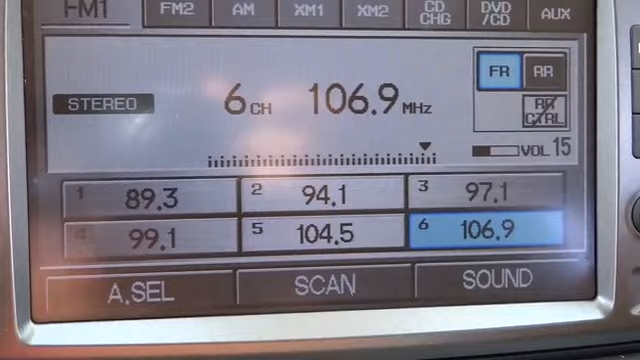 FM1 FM2 AM XM1 XM2 CD CHG DVD /CD AUX
FR RR
STEREO 6 CH 106.9 MHz
RR CTRL
VOL 15
1 89.3 2 94.1 3 97.1
4 99.1 5 104.5 6 106.9
A.SEL SCAN SOUND